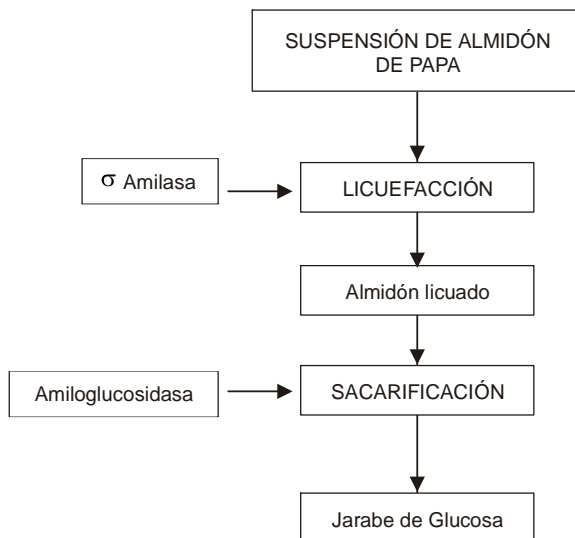 SUSPENSIÓN DE ALMIDÓN
DE PAPA
σ Amilasa
LICUEFACCIÓN
Almidón licuado
Amiloglucosidasa
SACARIFICACIÓN
Jarabe de Glucosa